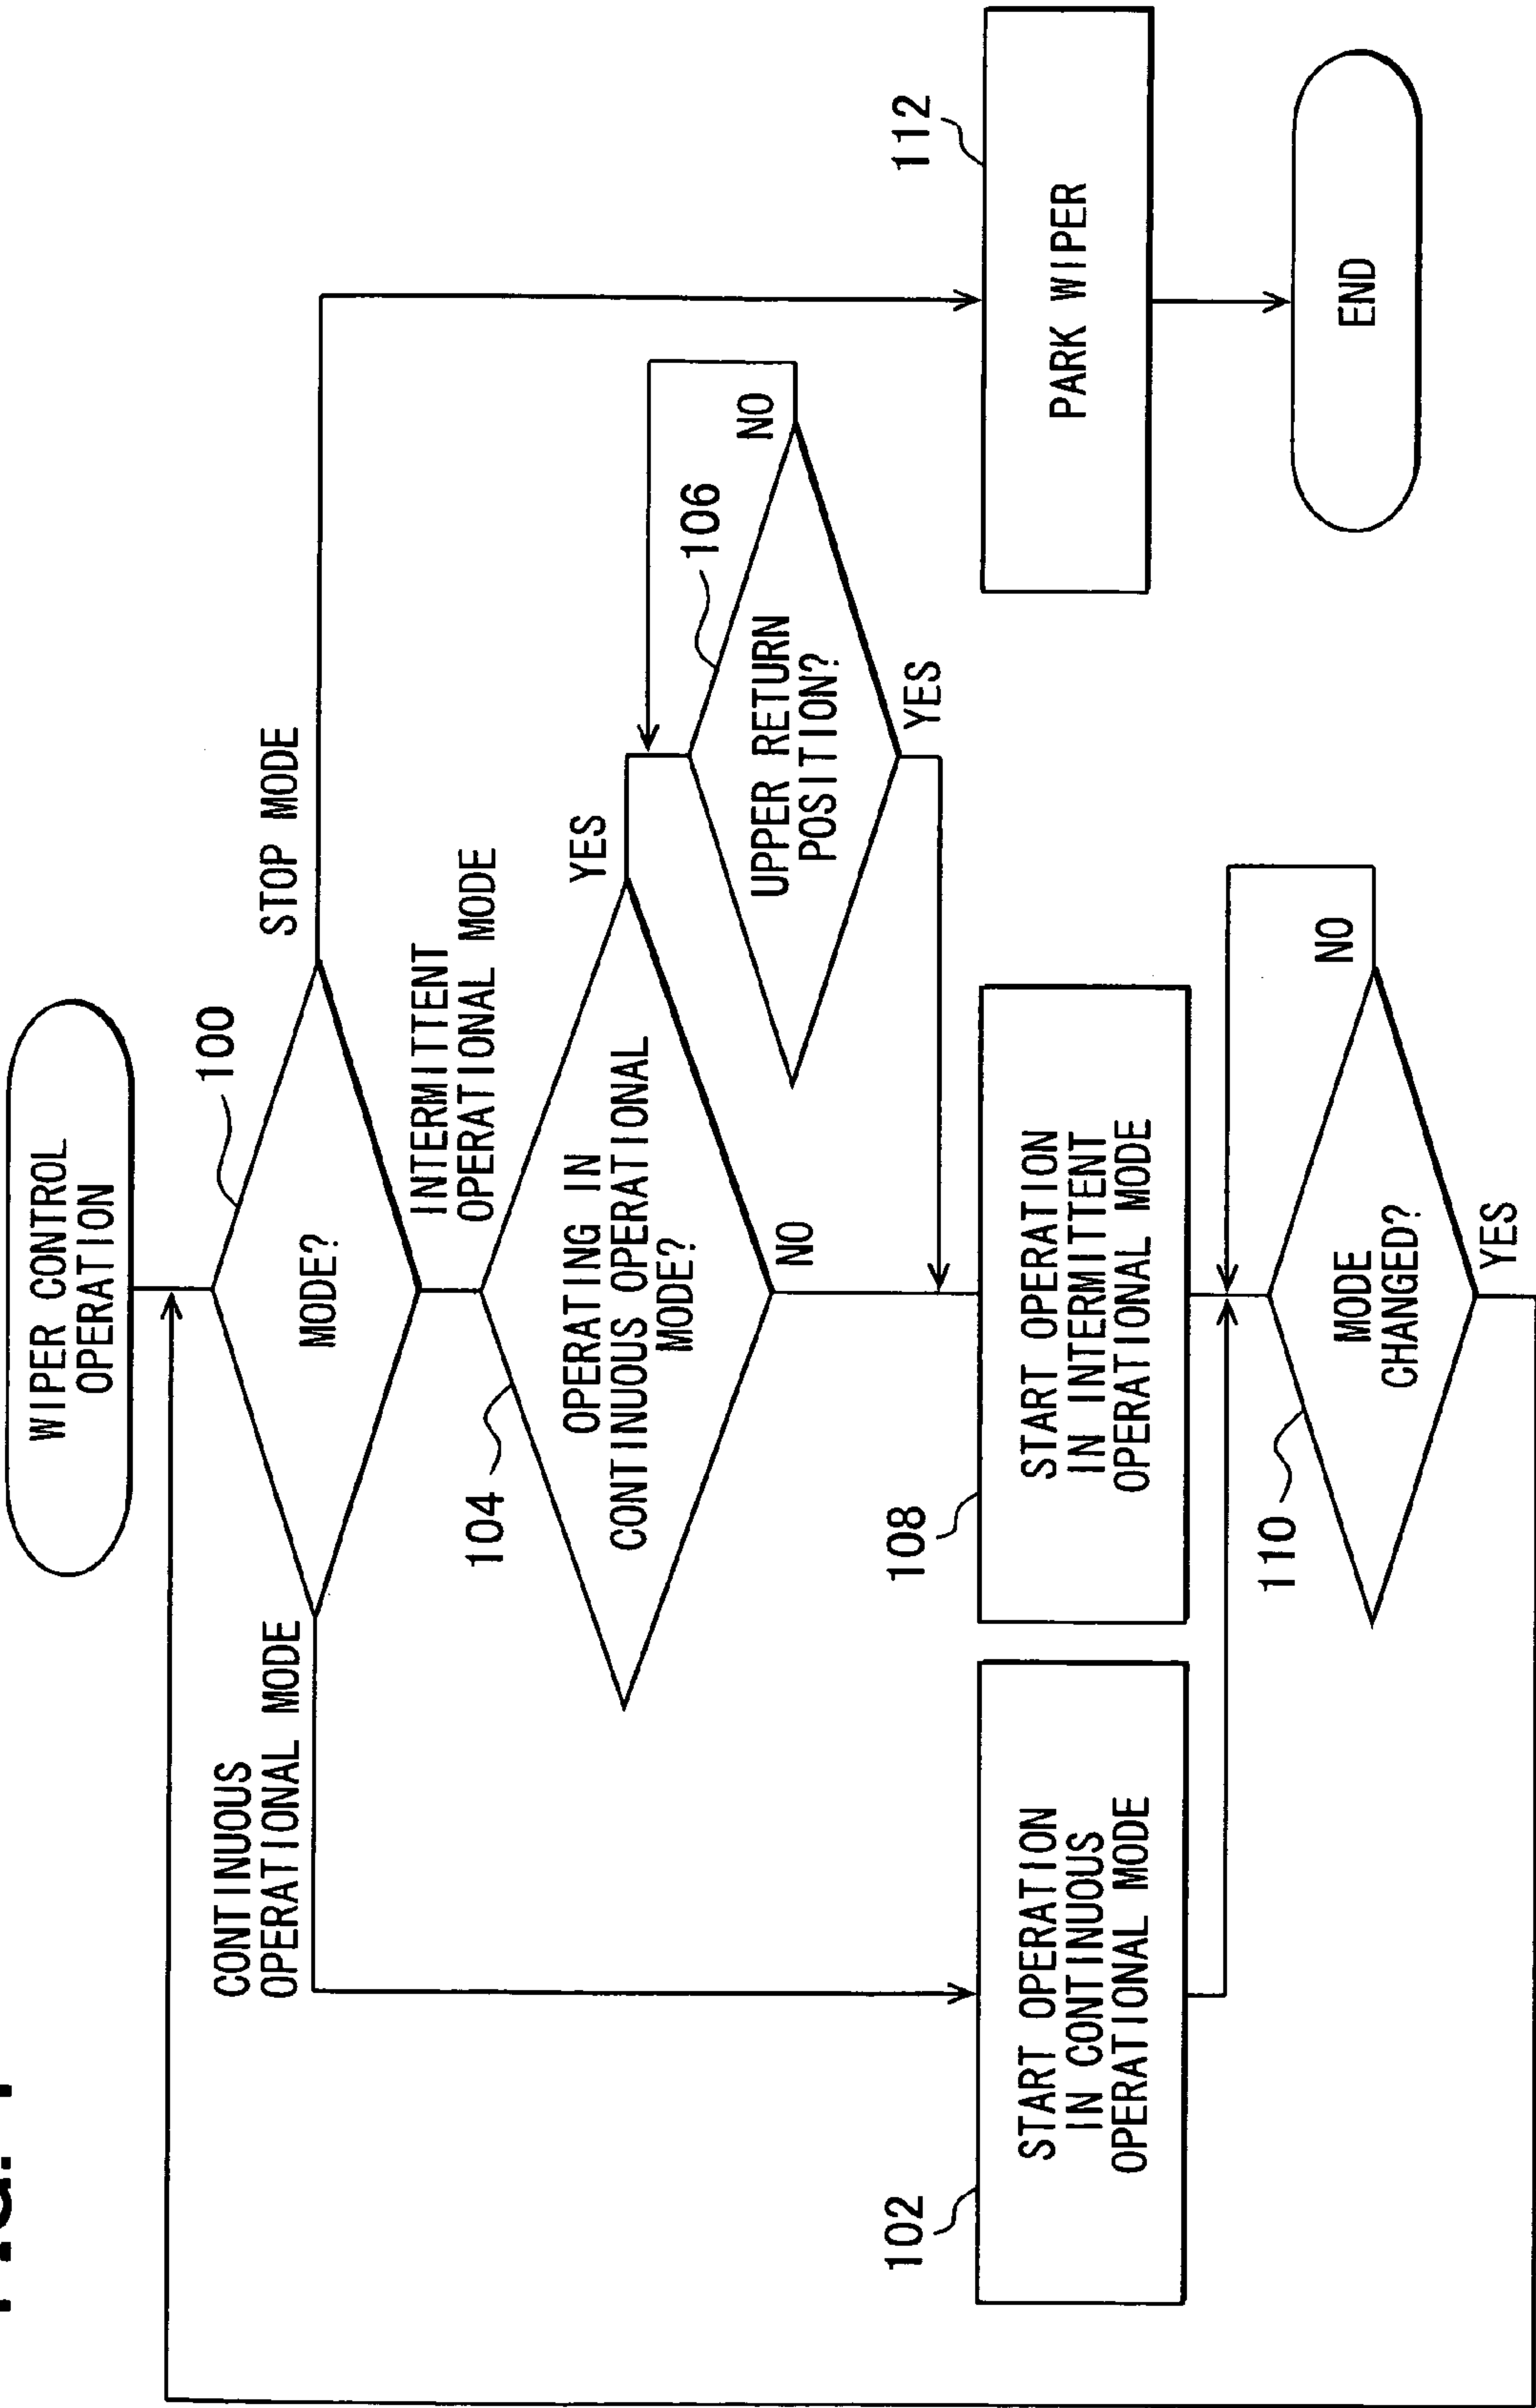 WIPER CONTROL
OPERATION
100
MODE?
CONTINUOUS
OPERATIONAL MODE
STOP MODE
INTERMITTENT
OPERATIONAL MODE
104
OPERATING IN
CONTINUOUS OPERATIONAL
MODE?
YES
NO
106
UPPER RETURN
POSITION?
NO
YES
102
START OPERATION
IN CONTINUOUS
OPERATIONAL MODE
108
START OPERATION
IN INTERMITTENT
OPERATIONAL MODE
112
PARK WIPER
110
MODE
CHANGED?
NO
YES
END